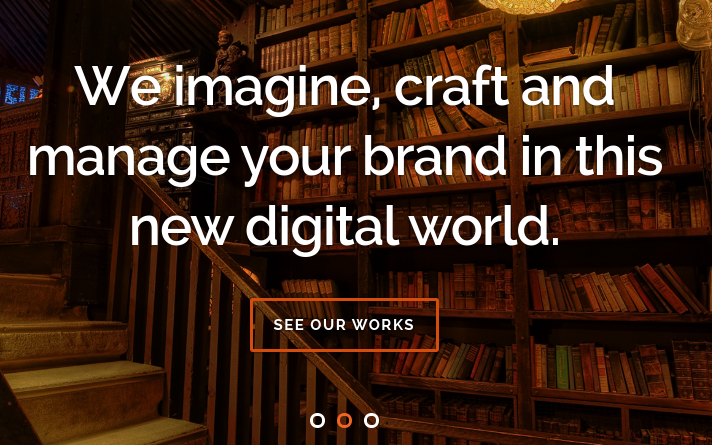 We imagine, craft and
manage your brand in this
new digital world.
SEE OUR WORKS